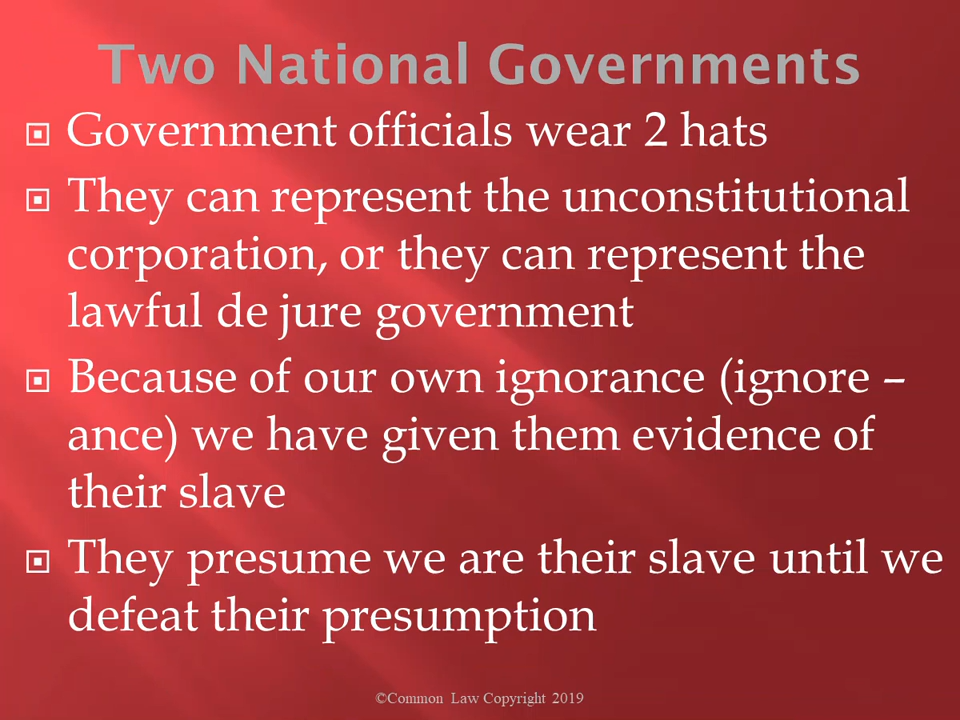 Two National Governments
Government officials wear 2 hats
They can represent the unconstitutional
corporation, or they can represent the
lawful de jure government
Because of our own ignorance (ignore –
ance) we have given them evidence of
their slave
They presume we are their slave until we
defeat their presumption
©Common Law Copyright 2019